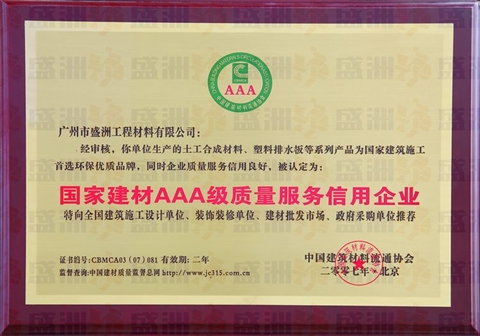 AAA
广州市盛洲工程材料有限公司：
经审核，你单位生产的土工合成材料、塑料排水板等系列产品为国家建筑施工
首选环保优质品牌，同时企业质量服务信用良好，被认定为：
国家建材AAA级质量服务信用企业
特向全国建筑施工设计单位、装饰装修单位、建材批发市场、政府采购单位推荐
证书编号：CBMCA03 (07) 081 有效期：二年
监督查询：中国建材质量监督总网 http://www.jc315.com.cn
中国建筑材料流通协会
二〇〇七年·北京